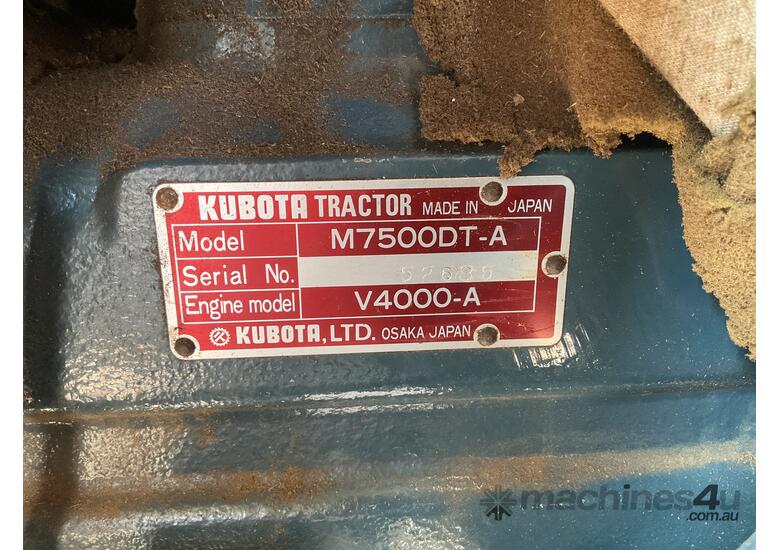 KUBOTA TRACTOR MADE IN JAPAN
Model M7500DT-A
Serial No. 52685
Engine model V4000-A
KUBOTA, LTD. OSAKA JAPAN
machines4u
.com.au